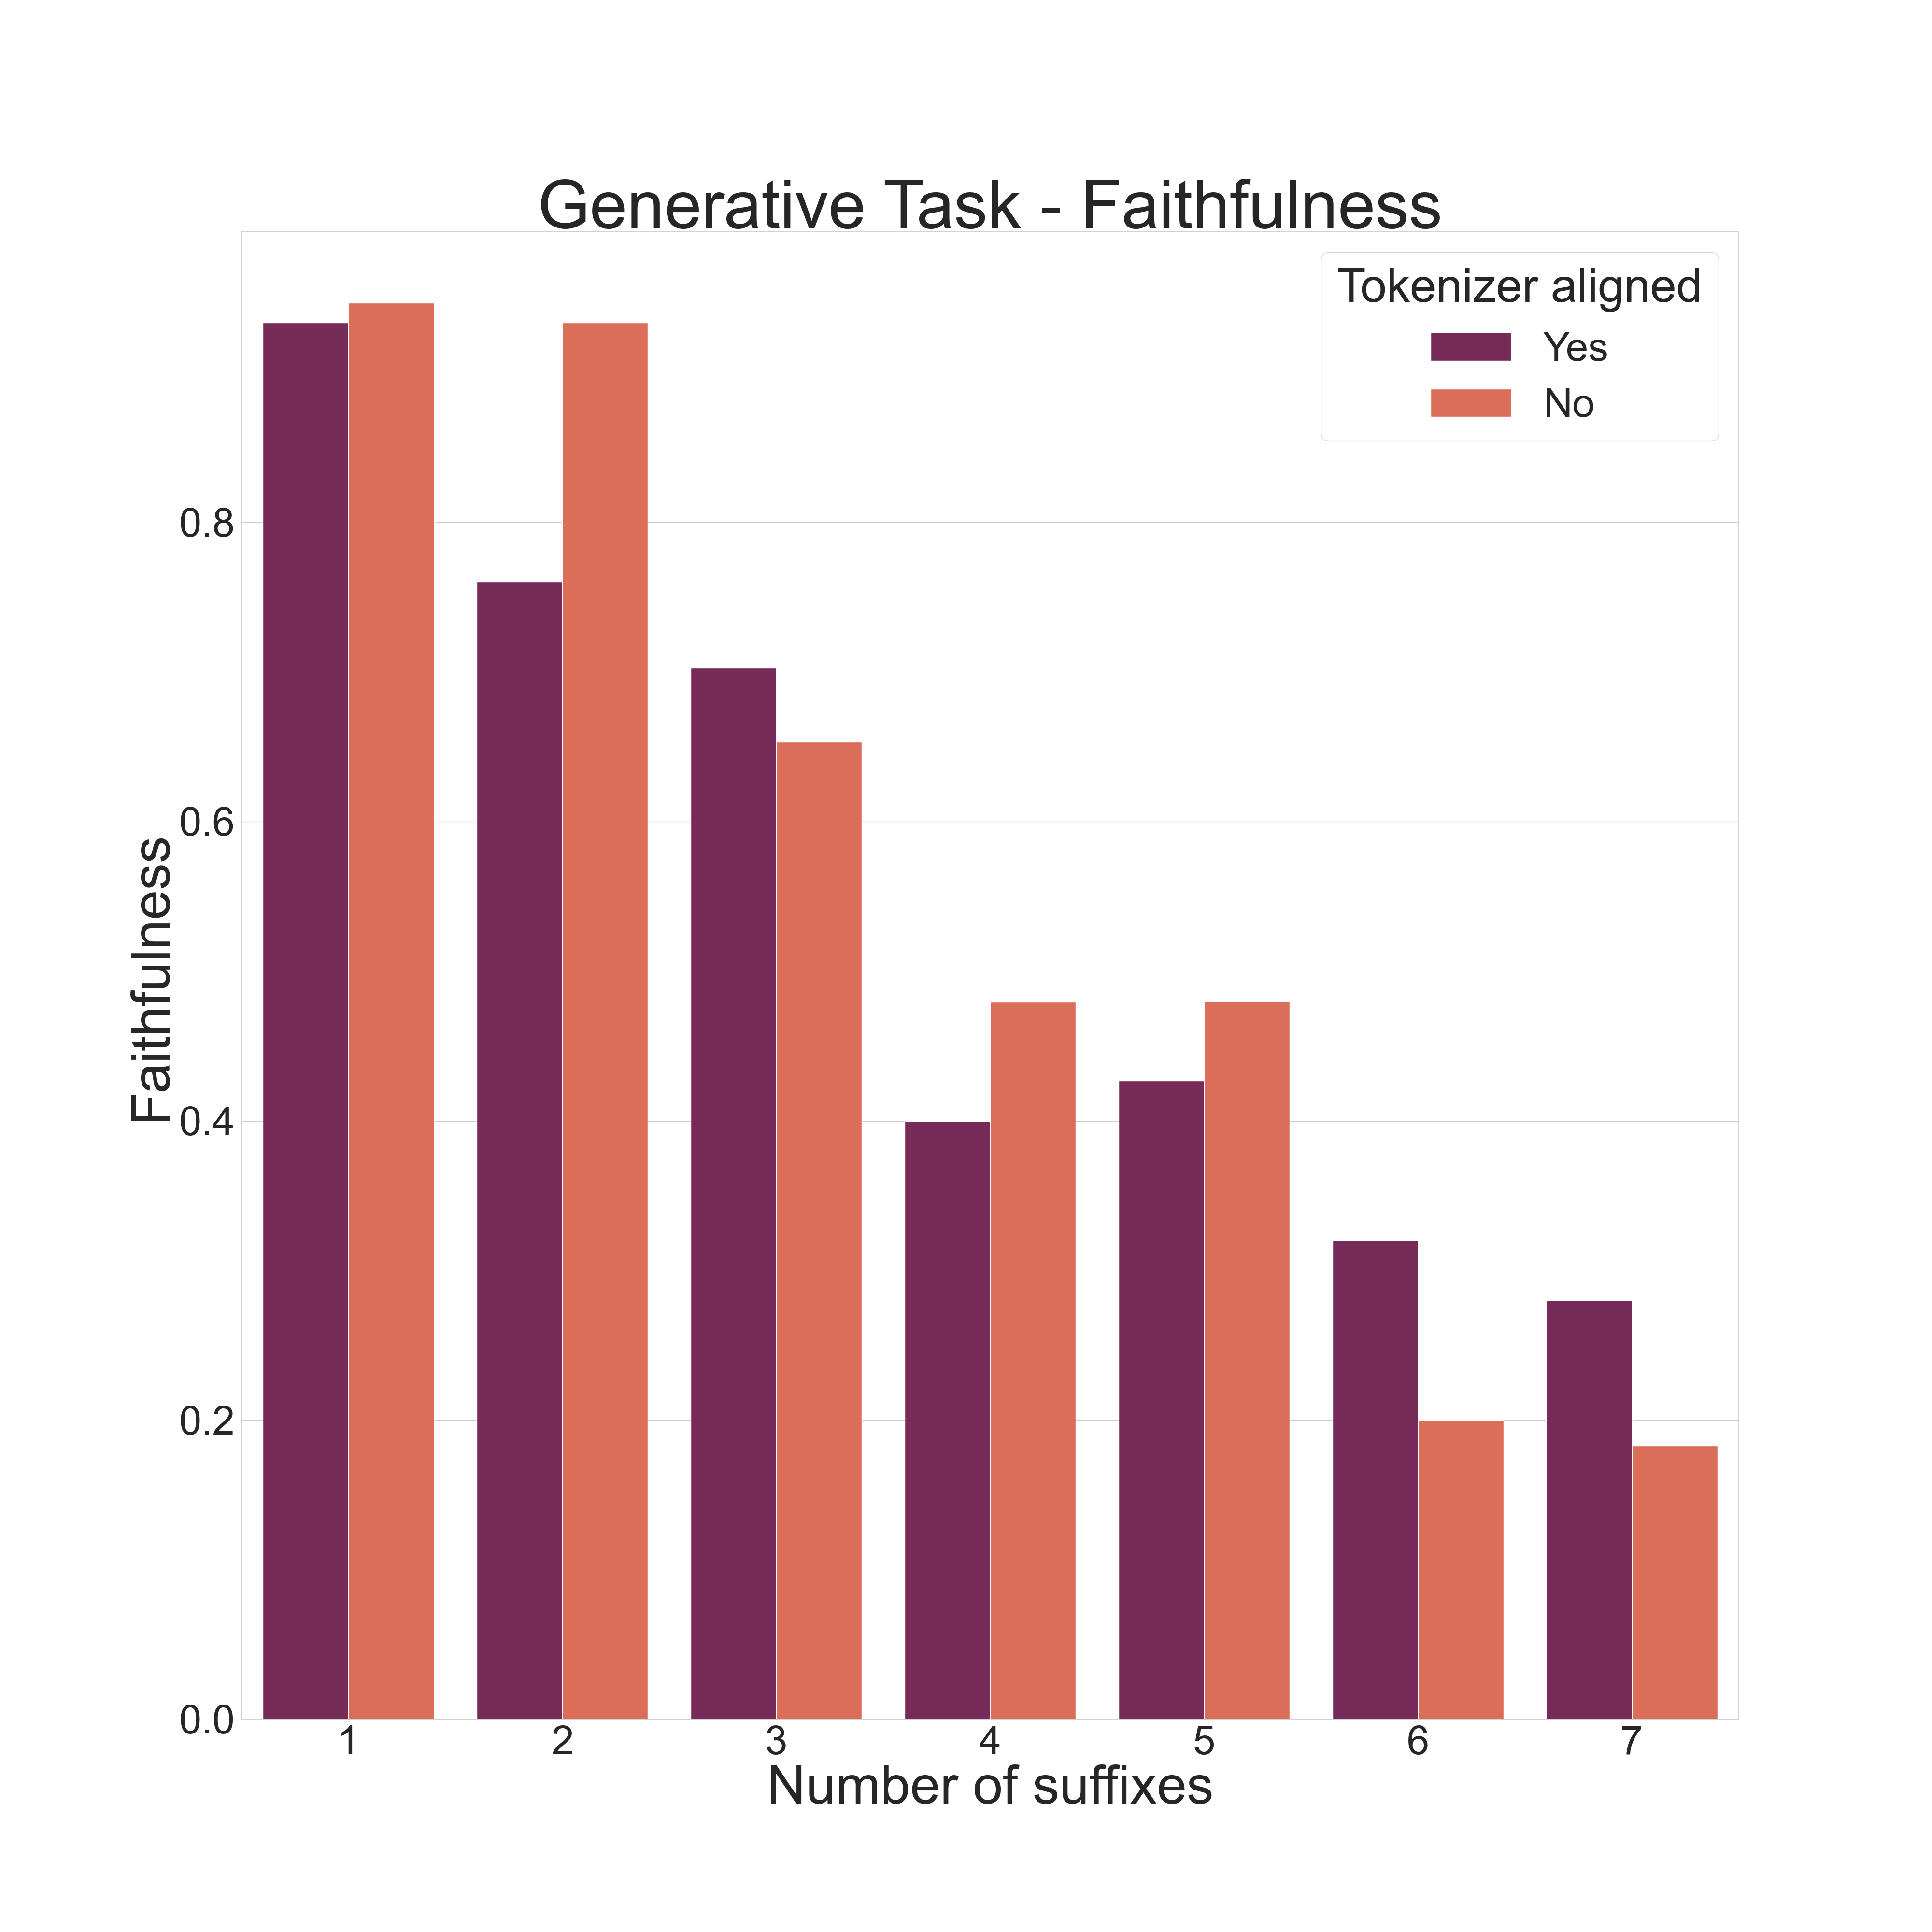 Generative Task - Faithfulness
Tokenizer aligned
Yes
No
Faithfulness
0.8
0.6
0.4
0.2
0.0
1 2 3 4 5 6 7
Number of suffixes